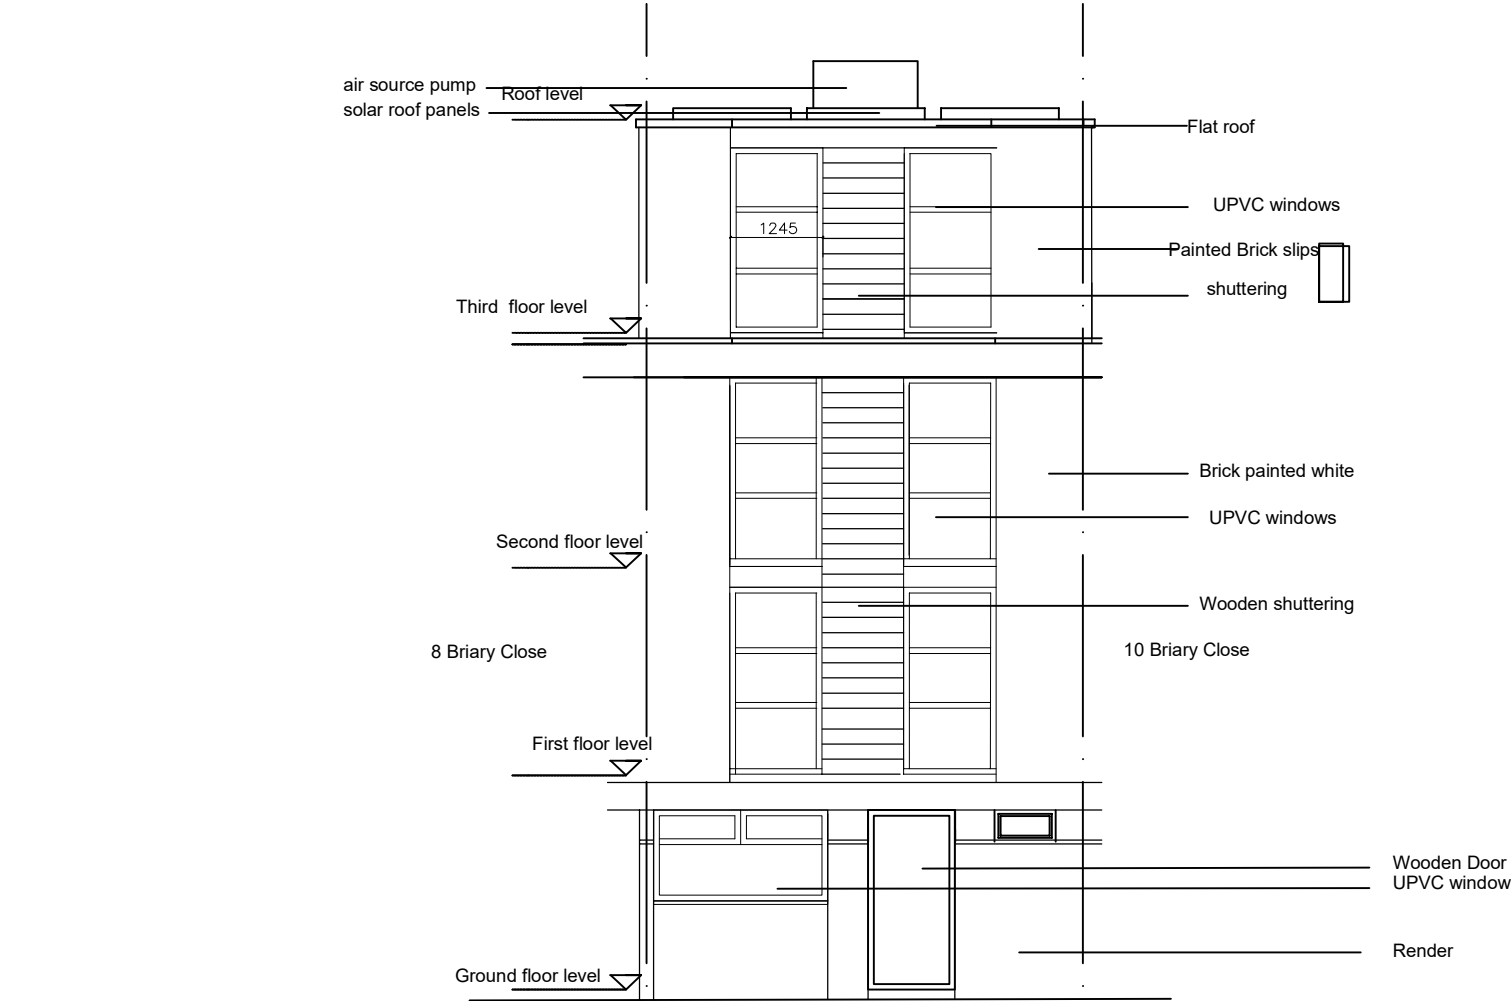 air source pump
Roof level
solar roof panels
Flat roof
UPVC windows
1245
Painted Brick slips
shuttering
Third floor level
Brick painted white
UPVC windows
Second floor level
Wooden shuttering
8 Briary Close
10 Briary Close
First floor level
Wooden Door
UPVC window
Render
Ground floor level